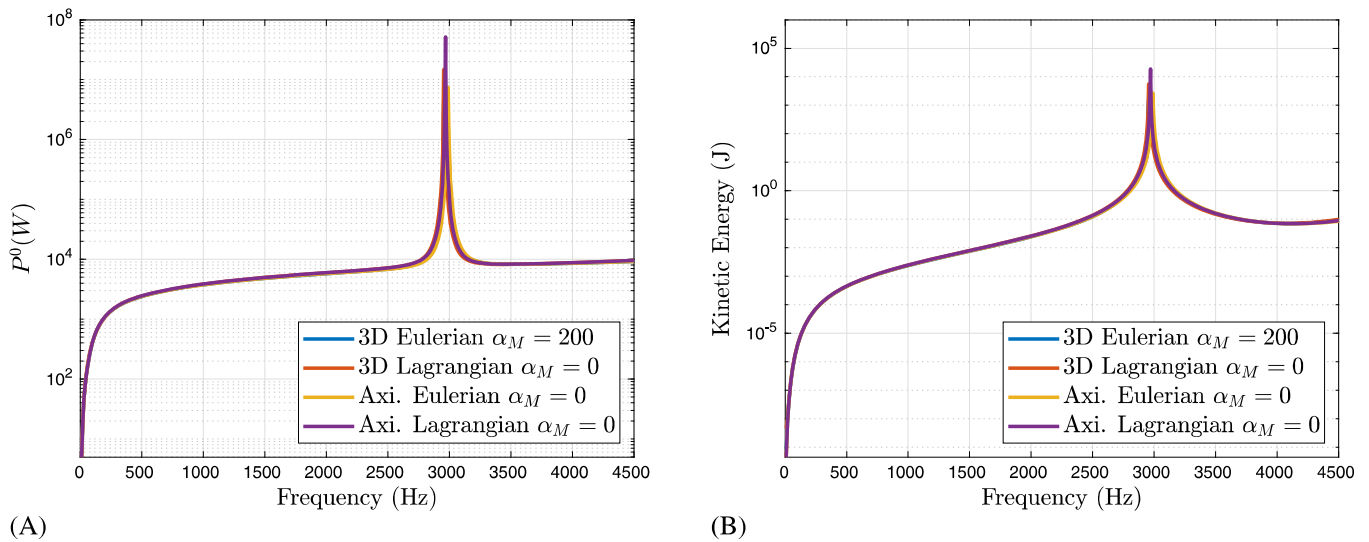 10^8
10^6
10^4
10^2
P^0(W)
0
500
1000
1500
2000
2500
3000
3500
4000
4500
Frequency (Hz)
3D Eulerian α_M = 200
3D Lagrangian α_M = 0
Axi. Eulerian α_M = 0
Axi. Lagrangian α_M = 0
(A)
10^5
10^0
10^-5
Kinetic Energy (J)
0
500
1000
1500
2000
2500
3000
3500
4000
4500
Frequency (Hz)
3D Eulerian α_M = 200
3D Lagrangian α_M = 0
Axi. Eulerian α_M = 0
Axi. Lagrangian α_M = 0
(B)